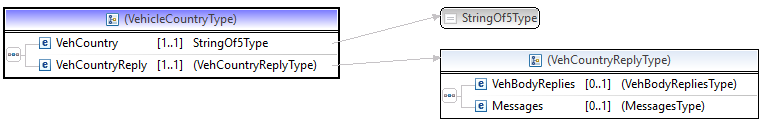 (VehicleCountryType)
VehCountry [1..1] StringOf5Type
VehCountryReply [1..1] (VehCountryReplyType)
StringOf5Type
(VehCountryReplyType)
VehBodyReplies [0..1] (VehBodyRepliesType)
Messages [0..1] (MessagesType)